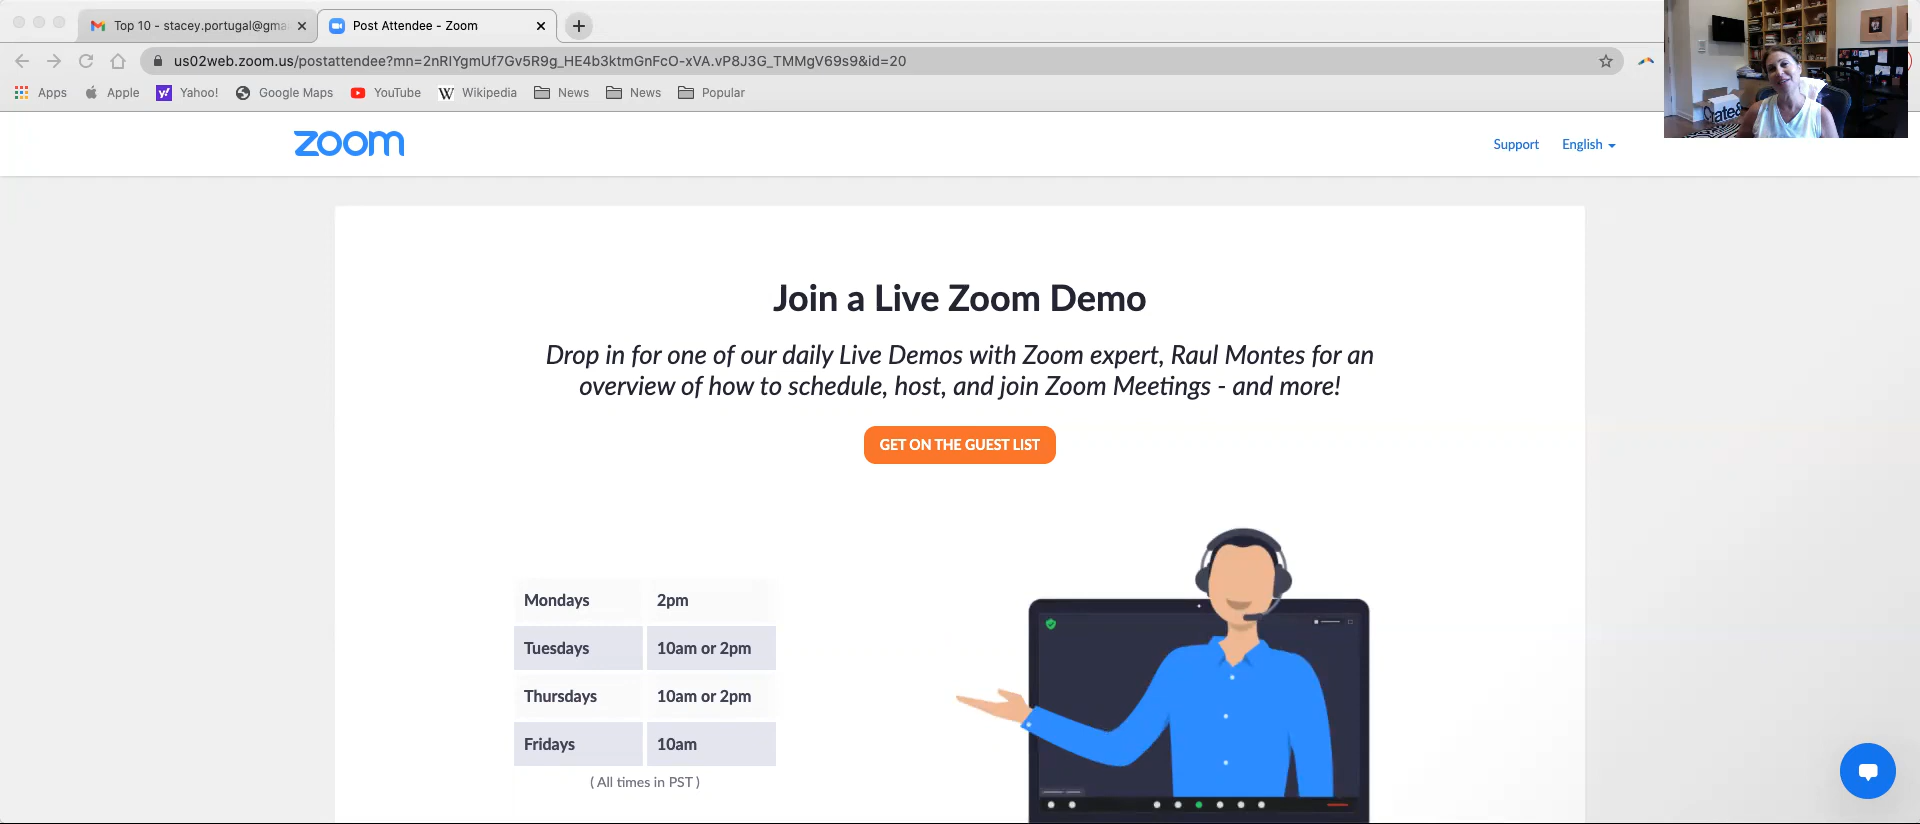 Top 10 - stacey.portugal@gma
Post Attendee - Zoom
us02web.zoom.us/postattendee?mn=2nRlYgmUf7Gv5R9g_HE4b3ktmGnFcO-xVA.vP8J3G_TMMgV69s9&id=20
Apps Apple Yahoo! Google Maps YouTube Wikipedia News News Popular
zoom
Support English
Join a Live Zoom Demo
Drop in for one of our daily Live Demos with Zoom expert, Raul Montes for an
overview of how to schedule, host, and join Zoom Meetings - and more!
GET ON THE GUEST LIST
Mondays 2pm
Tuesdays 10am or 2pm
Thursdays 10am or 2pm
Fridays 10am
( All times in PST )